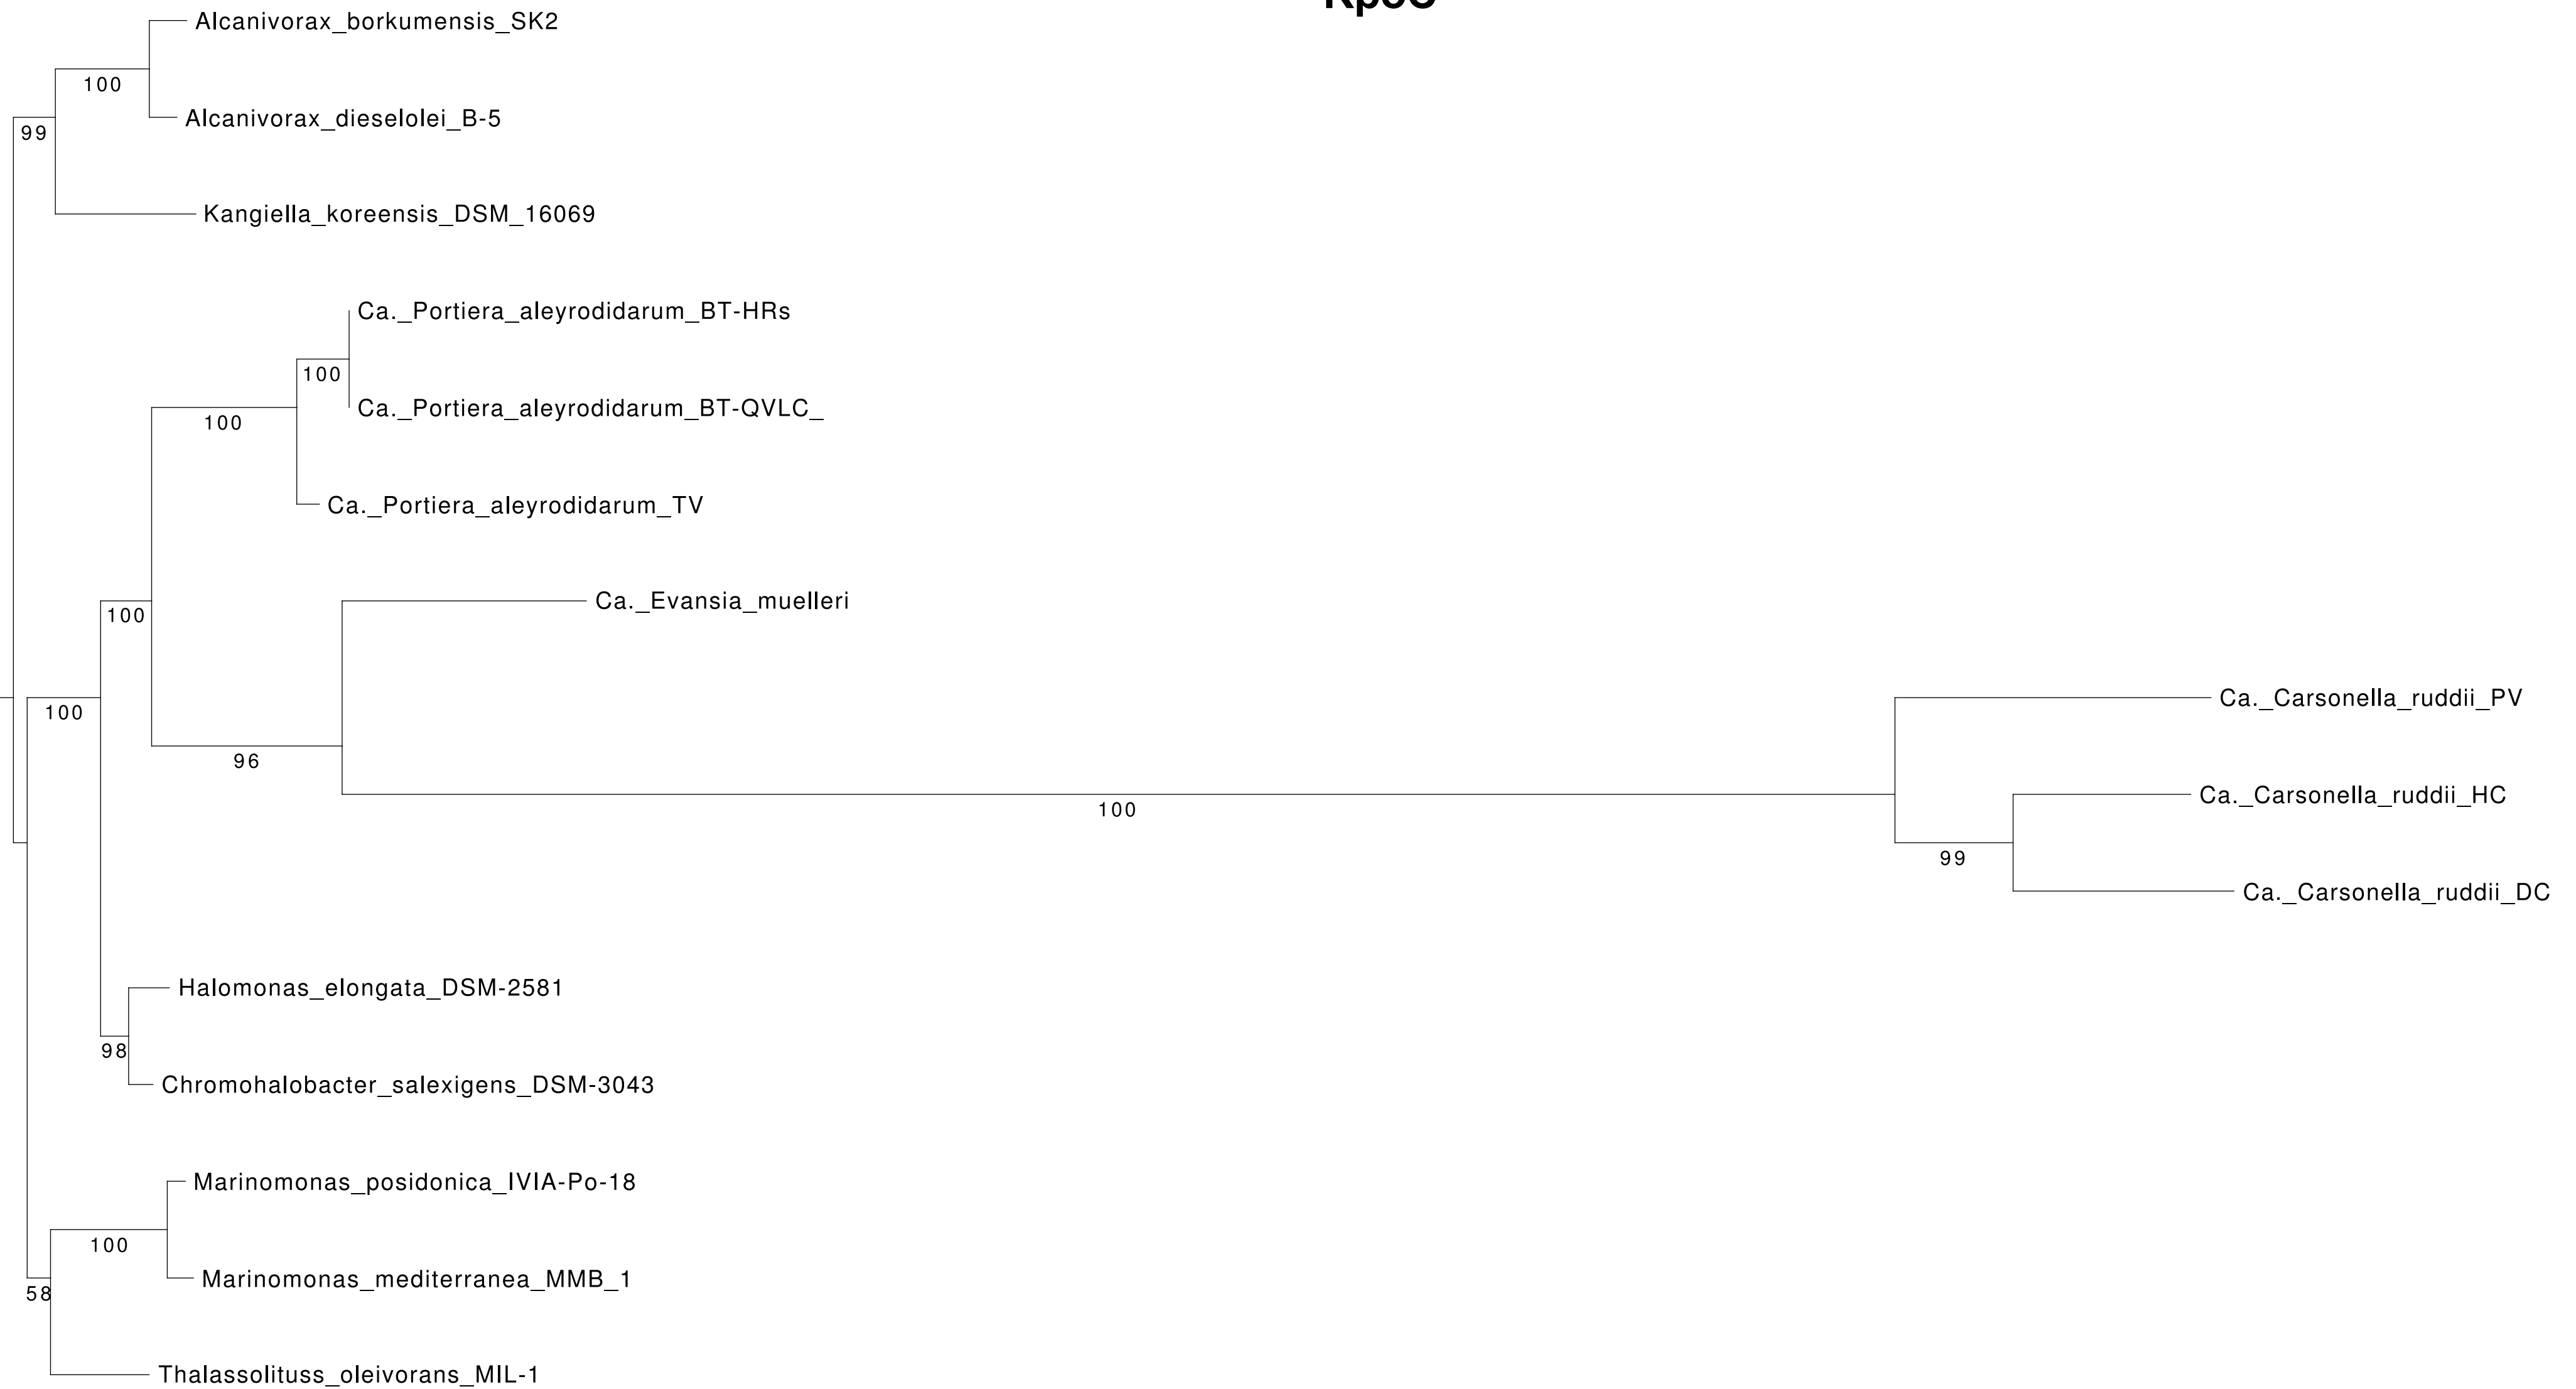 RpoC
Alcanivorax_borkumensis_SK2
100
Alcanivorax_dieselolei_B-5
99
Kangiella_koreensis_DSM_16069
Ca._Portiera_aleyrodidarum_BT-HRs
100
Ca._Portiera_aleyrodidarum_BT-QVLC_
100
Ca._Portiera_aleyrodidarum_TV
Ca._Evansia_muelleri
100
Ca._Carsonella_ruddii_PV
100
96
Ca._Carsonella_ruddii_HC
100
99
Ca._Carsonella_ruddii_DC
Halomonas_elongata_DSM-2581
98
Chromohalobacter_salexigens_DSM-3043
Marinomonas_posidonica_IVIA-Po-18
100
Marinomonas_mediterranea_MMB_1
58
Thalassolituss_oleivorans_MIL-1